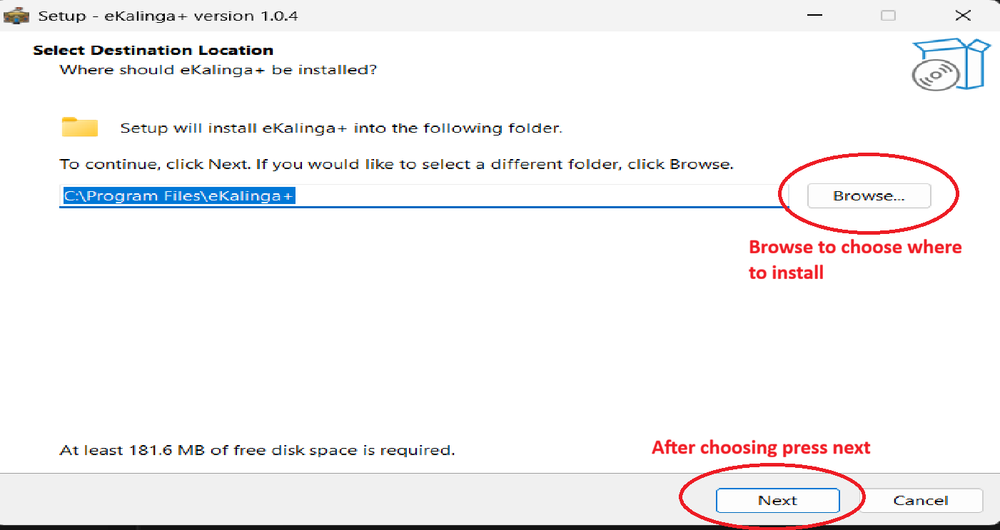 Setup - eKalinga+ version 1.0.4
Select Destination Location
Where should eKalinga+ be installed?
Setup will install eKalinga+ into the following folder.
To continue, click Next. If you would like to select a different folder, click Browse.
C:\Program Files\eKalinga+
Browse...
Browse to choose where
to install
At least 181.6 MB of free disk space is required.
After choosing press next
Next
Cancel